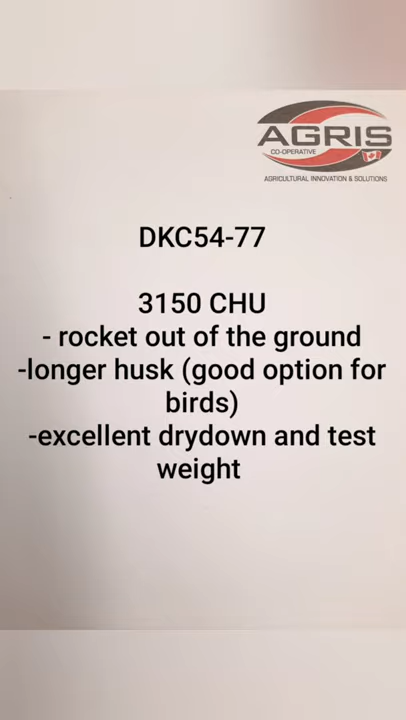 AGRIS
CO-OPERATIVE
AGRICULTURAL INNOVATION & SOLUTIONS
DKC54-77
3150 CHU
- rocket out of the ground
-longer husk (good option for
birds)
-excellent drydown and test
weight